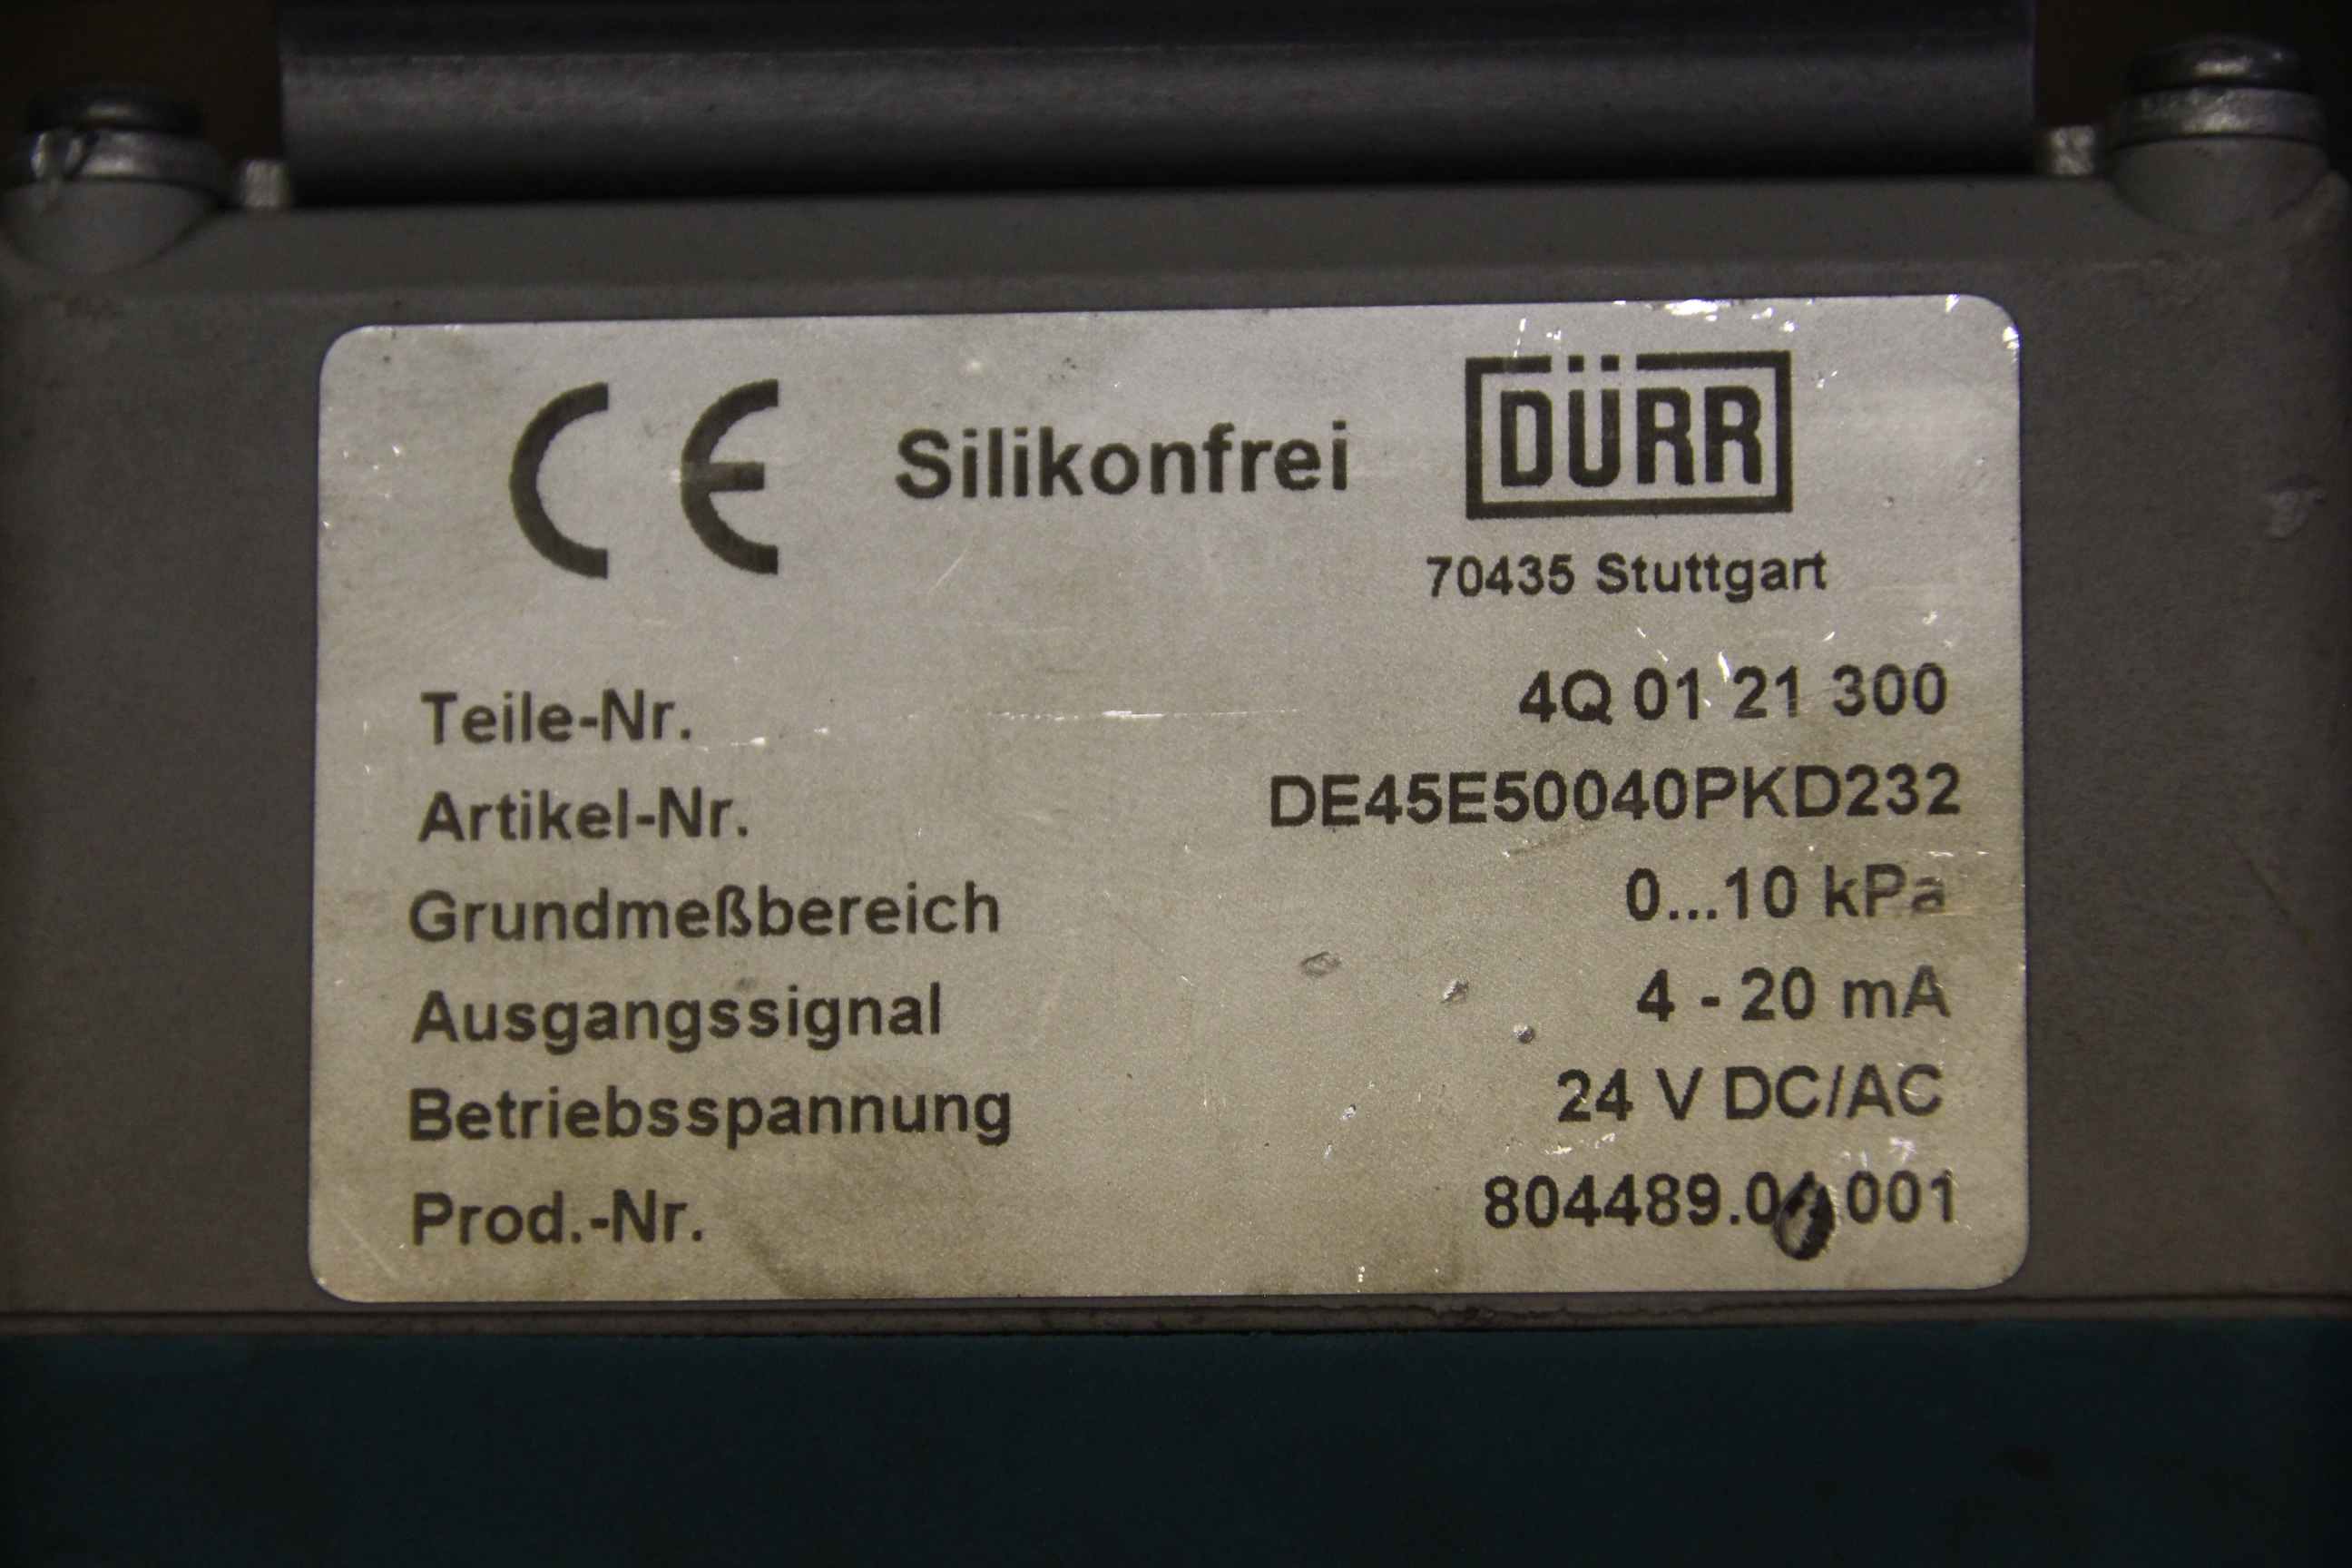 CE Silikonfrei DÜRR
70435 Stuttgart
Teile-Nr. 4Q 01 21 300
Artikel-Nr. DE45E50040PKD232
Grundmeßbereich 0...10 kPa
Ausgangssignal 4 - 20 mA
Betriebsspannung 24 V DC/AC
Prod.-Nr.